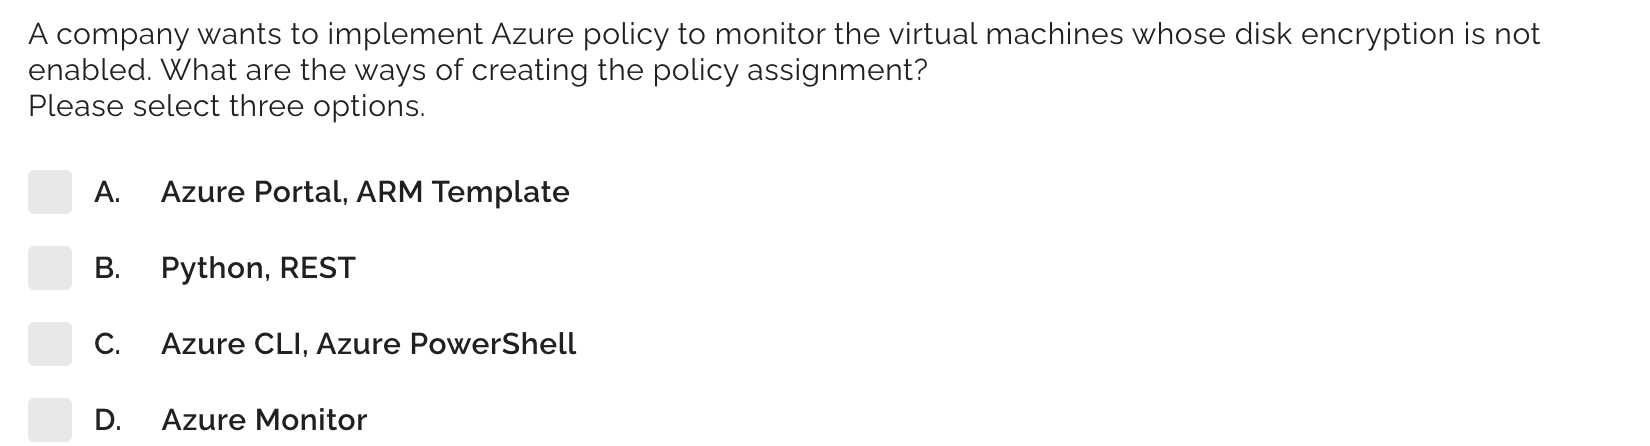 A company wants to implement Azure policy to monitor the virtual machines whose disk encryption is not
enabled. What are the ways of creating the policy assignment?
Please select three options.
A. Azure Portal, ARM Template
B. Python, REST
C. Azure CLI, Azure PowerShell
D. Azure Monitor